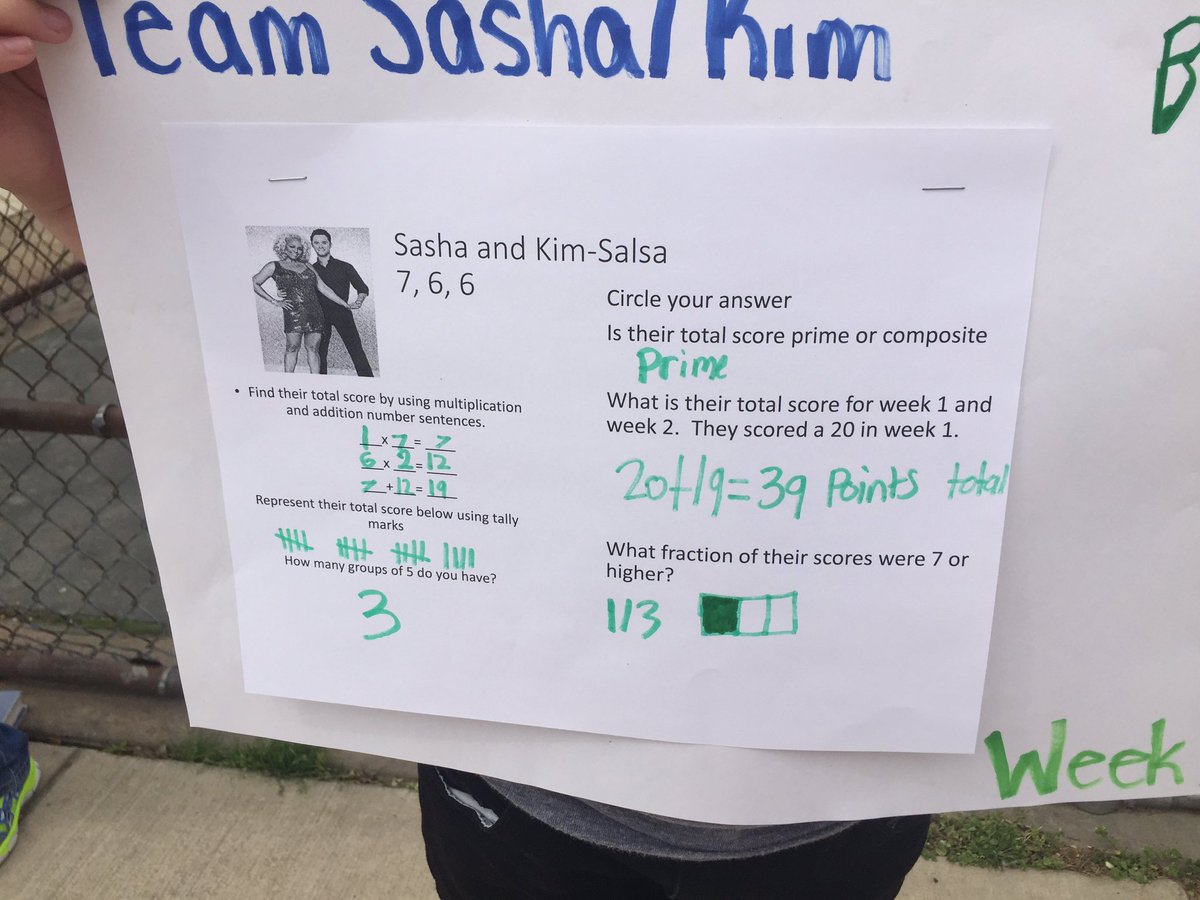 Team Sasha/Kim
B
Sasha and Kim-Salsa
7, 6, 6
• Find their total score by using multiplication
and addition number sentences.
1 x 7 = 7
6 x 2 = 12
7 + 12 = 19
Represent their total score below using tally
marks
How many groups of 5 do you have?
3
Circle your answer
Is their total score prime or composite
Prime
What is their total score for week 1 and
week 2. They scored a 20 in week 1.
20+19=39 Points total
What fraction of their scores were 7 or
higher?
1/3
Week